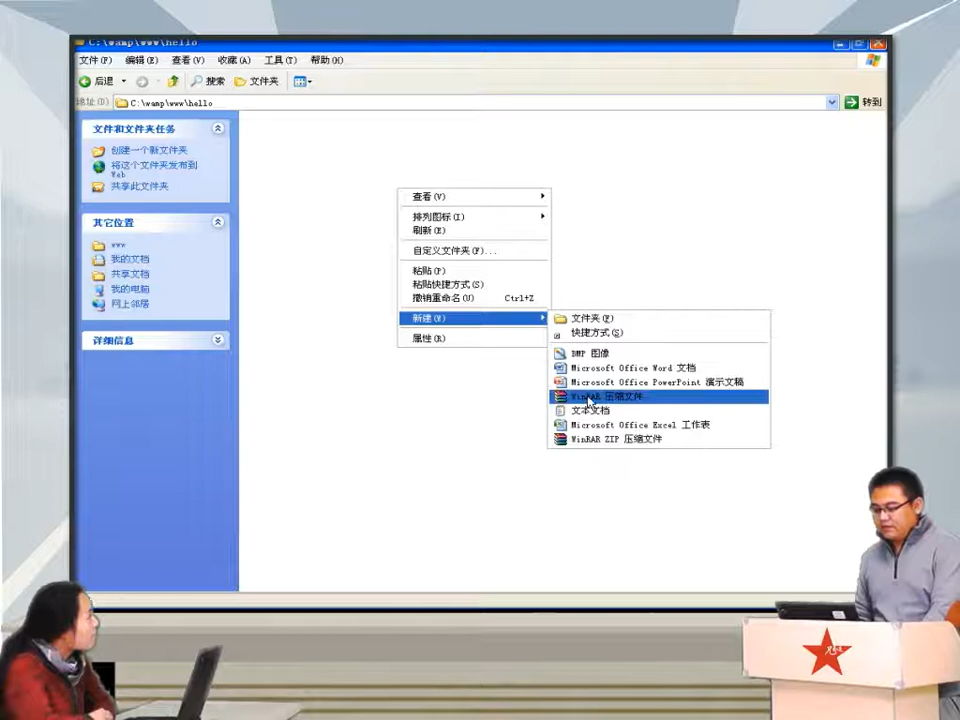 C:\wamp\www\hello
文件(F) 编辑(E) 查看(V) 收藏(A) 工具(T) 帮助(H)
后退 搜索 文件夹
地址(D) C:\wamp\www\hello 转到
文件和文件夹任务
创建一个新文件夹
将这个文件夹发布到
Web
共享此文件夹
其它位置
www
我的文档
共享文档
我的电脑
网上邻居
详细信息
查看(V)
排列图标(I)
刷新(E)
自定义文件夹(F)...
粘贴(P)
粘贴快捷方式(S)
撤销重命名(U) Ctrl+Z
新建(W)
属性(R)
文件夹(F)
快捷方式(S)
BMP 图像
Microsoft Office Word 文档
Microsoft Office PowerPoint 演示文稿
WinRAR 压缩文件
文本文档
Microsoft Office Excel 工作表
WinRAR ZIP 压缩文件